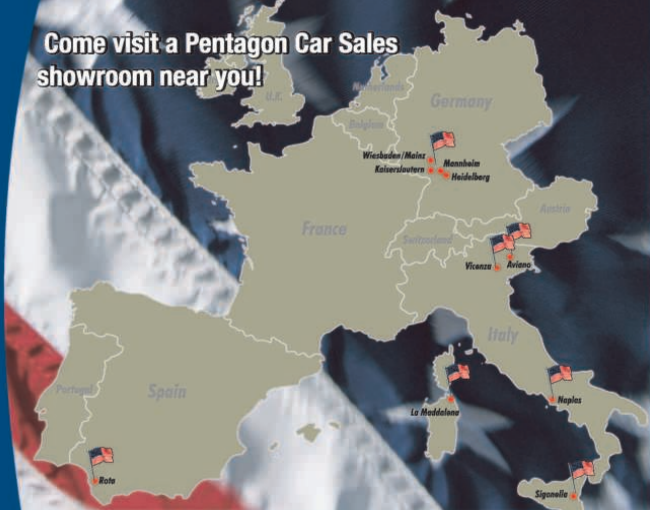 Come visit a Pentagon Car Sales
showroom near you!
U.K.
Netherlands
Germany
Belgium
Wiesbaden/Mainz
Mannheim
Kaiserslautern
Heidelberg
Austria
France
Switzerland
Vicenza
Aviano
Italy
Portugal
Spain
La Maddalena
Naples
Rota
Sigonella